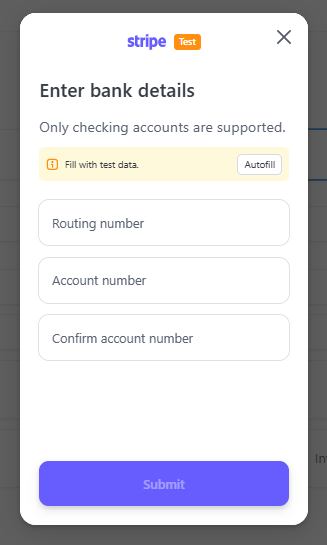 stripe Test
Enter bank details
Only checking accounts are supported.
Fill with test data. Autofill
Routing number
Account number
Confirm account number
Submit